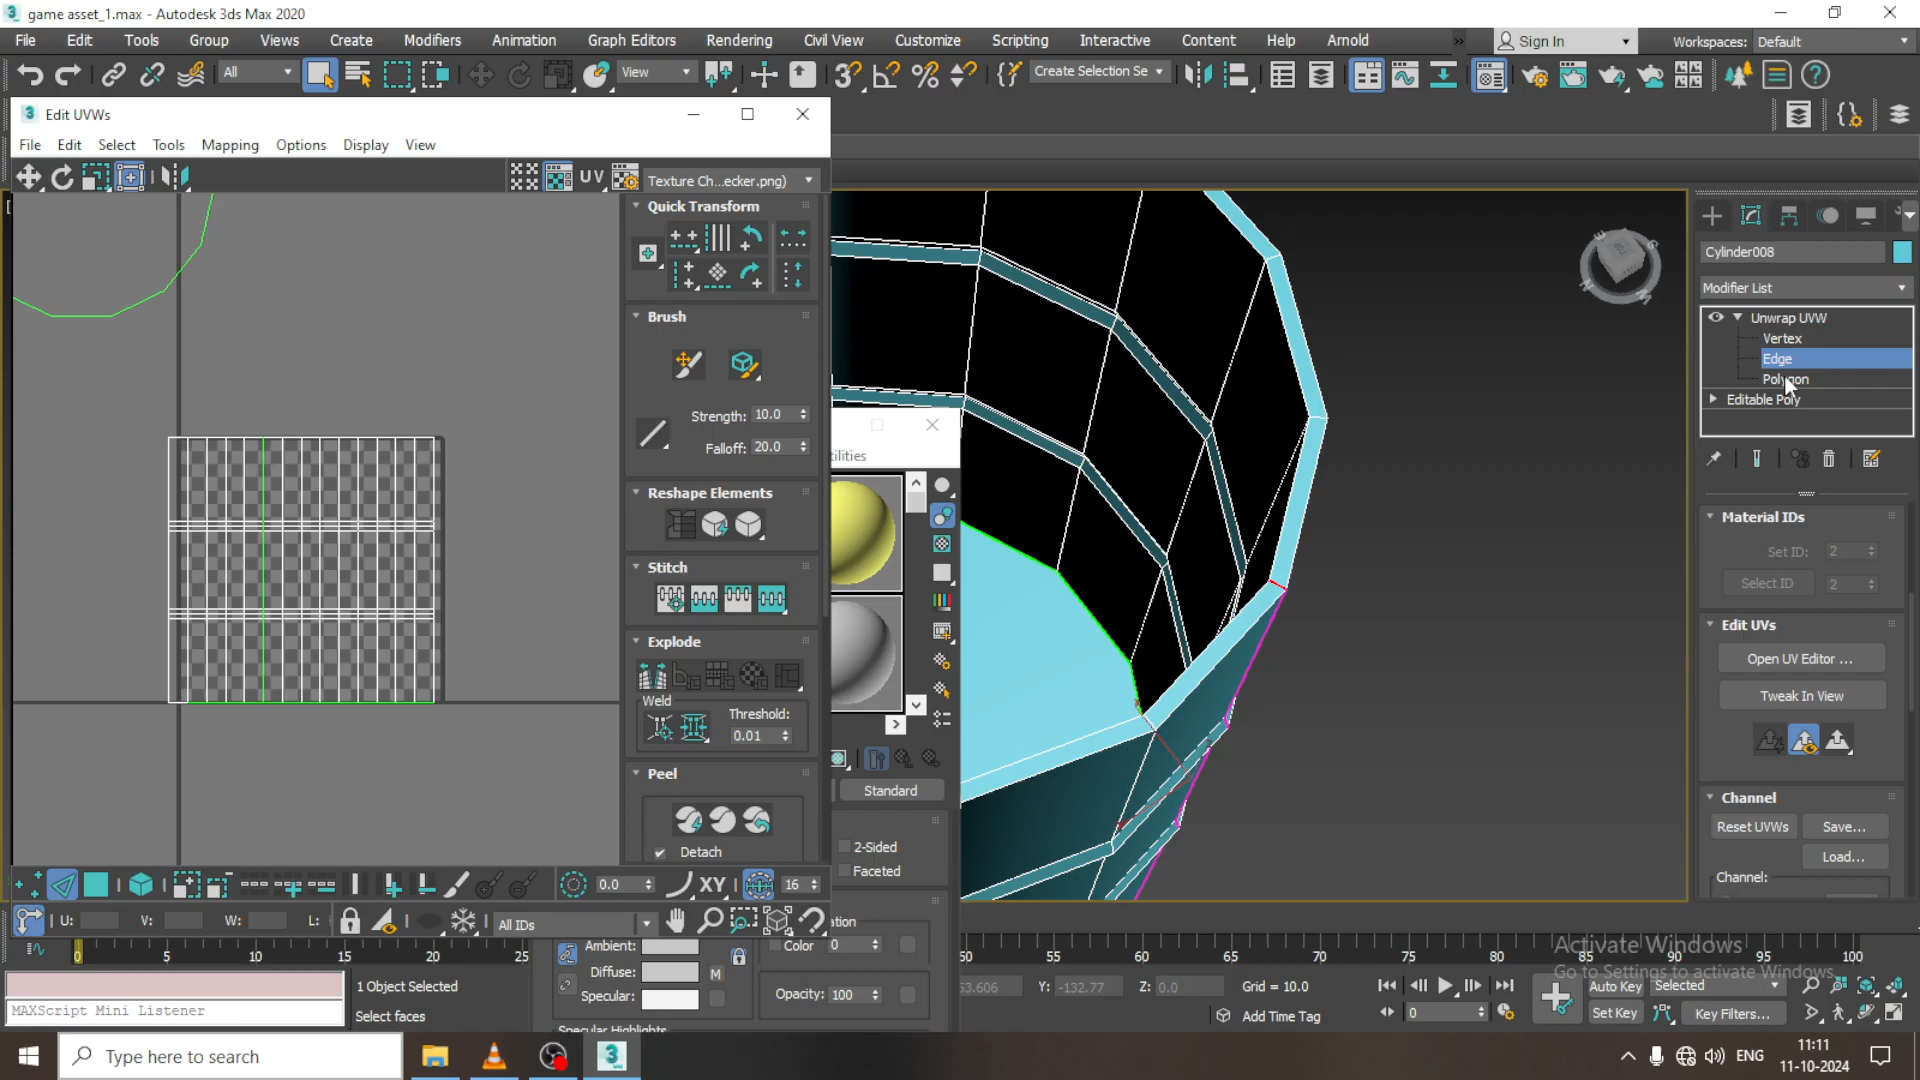 game asset_1.max - Autodesk 3ds Max 2020
File Edit Tools Group Views Create Modifiers Animation Graph Editors Rendering Civil View Customize Scripting Interactive Content Help Arnold » Sign In Workspaces: Default
All View Create Selection Se
Edit UVWs
File Edit Select Tools Mapping Options Display View
UV Texture Ch...ecker.png)
Quick Transform
Brush
Strength: 10.0
Falloff: 20.0
Reshape Elements
Stitch
Explode
Weld
Threshold:
0.01
Peel
Detach
0.0 XY 16
U: V: W: L: All IDs
tilities
Standard
2-Sided
Faceted
ation
Color 0
Ambient:
Diffuse: M
Specular:
Opacity: 100
Specular Highlights
Cylinder008
Modifier List
Unwrap UVW
Vertex
Edge
Polygon
Editable Poly
Material IDs
Set ID: 2
Select ID 2
Edit UVs
Open UV Editor ...
Tweak In View
Channel
Reset UVWs Save...
Load...
Channel:
0 5 10 15 20 25 50 55 60 65 70 75 80 85 90 95 100
1 Object Selected
53.606 Y: -132.77 Z: 0.0 Grid = 10.0
Auto Key Selected
MAXScript Mini Listener
Select faces
Add Time Tag
0
Set Key Key Filters...
Activate Windows
Go to Settings to activate Windows.
Type here to search
ENG
11:11
11-10-2024